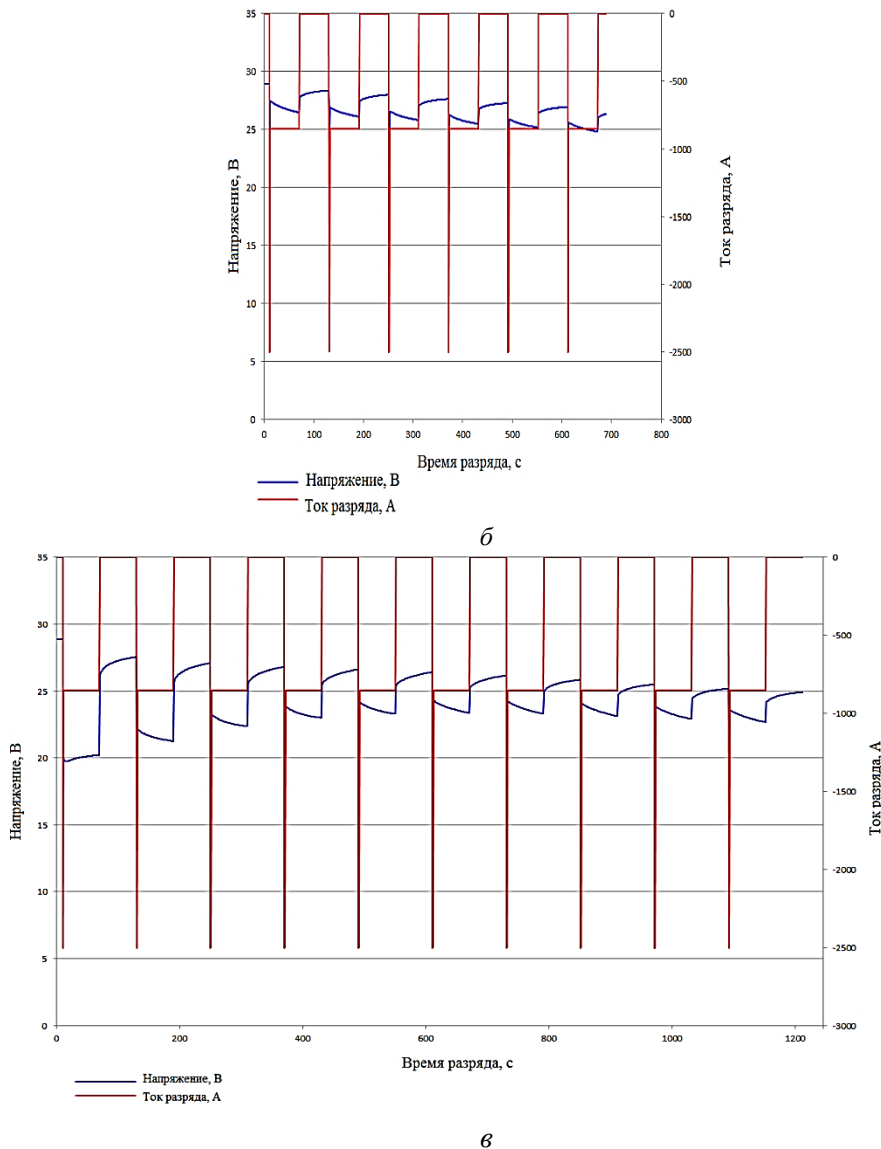 35
30
25
20
15
10
5
0
0
-500
-1000
-1500
-2000
-2500
-3000
0 100 200 300 400 500 600 700 800
Напряжение, В
Ток разряда, А
Время разряда, с
Напряжение, В
Ток разряда, А
б
35
30
25
20
15
10
5
0
0
-500
-1000
-1500
-2000
-2500
-3000
0 200 400 600 800 1000 1200
Напряжение, В
Ток разряда, А
Время разряда, с
Напряжение, В
Ток разряда, А
в